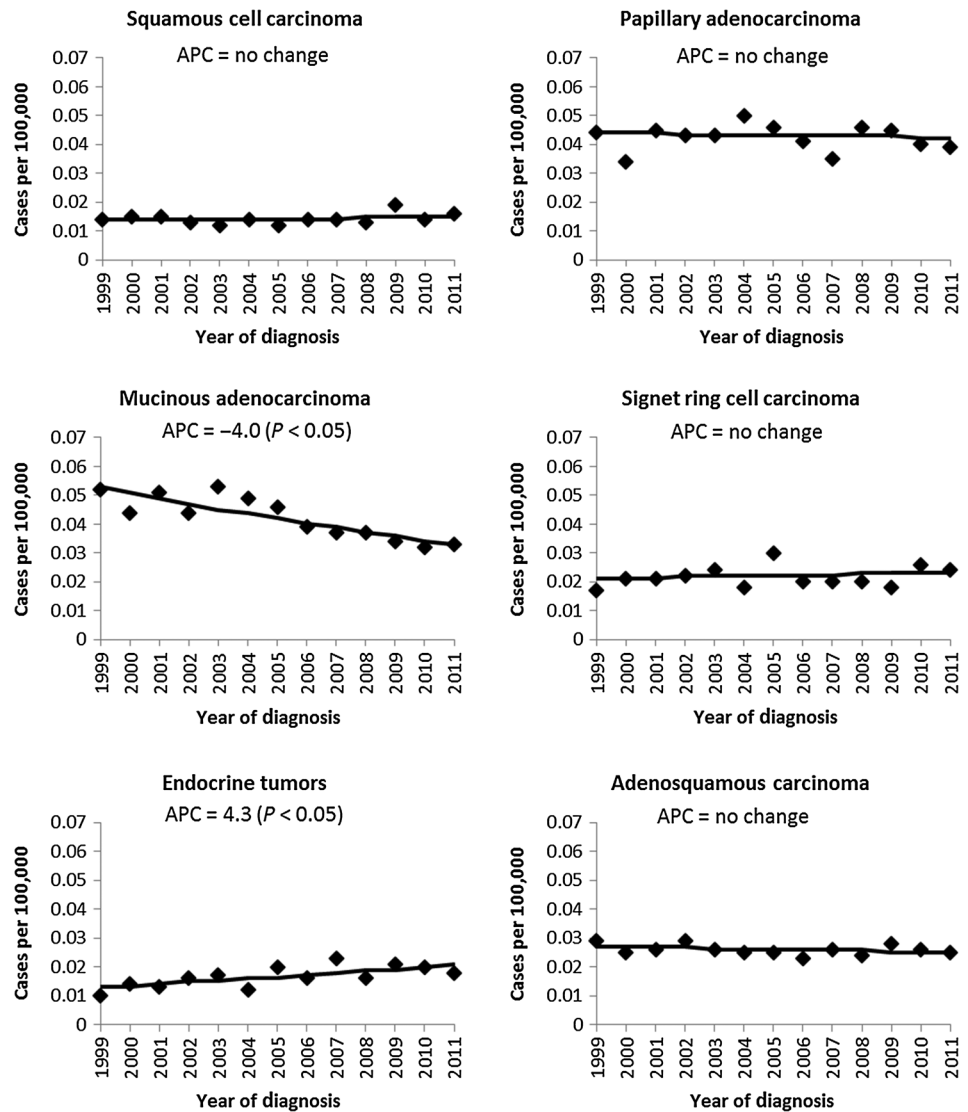 Squamous cell carcinoma
APC = no change
Cases per 100,000
0.07
0.06
0.05
0.04
0.03
0.02
0.01
0
1999 2000 2001 2002 2003 2004 2005 2006 2007 2008 2009 2010 2011
Year of diagnosis
Papillary adenocarcinoma
APC = no change
Cases per 100,000
0.07
0.06
0.05
0.04
0.03
0.02
0.01
0
1999 2000 2001 2002 2003 2004 2005 2006 2007 2008 2009 2010 2011
Year of diagnosis
Mucinous adenocarcinoma
APC = −4.0 (P < 0.05)
Cases per 100,000
0.07
0.06
0.05
0.04
0.03
0.02
0.01
0
1999 2000 2001 2002 2003 2004 2005 2006 2007 2008 2009 2010 2011
Year of diagnosis
Signet ring cell carcinoma
APC = no change
Cases per 100,000
0.07
0.06
0.05
0.04
0.03
0.02
0.01
0
1999 2000 2001 2002 2003 2004 2005 2006 2007 2008 2009 2010 2011
Year of diagnosis
Endocrine tumors
APC = 4.3 (P < 0.05)
Cases per 100,000
0.07
0.06
0.05
0.04
0.03
0.02
0.01
0
1999 2000 2001 2002 2003 2004 2005 2006 2007 2008 2009 2010 2011
Year of diagnosis
Adenosquamous carcinoma
APC = no change
Cases per 100,000
0.07
0.06
0.05
0.04
0.03
0.02
0.01
0
1999 2000 2001 2002 2003 2004 2005 2006 2007 2008 2009 2010 2011
Year of diagnosis